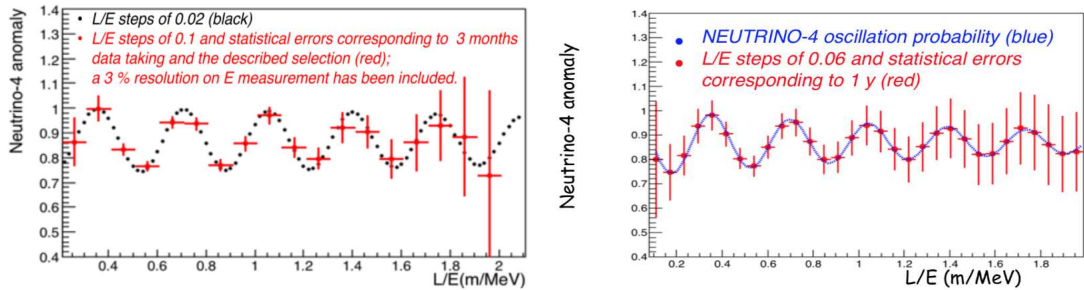 L/E steps of 0.02 (black)
L/E steps of 0.1 and statistical errors corresponding to 3 months
data taking and the described selection (red);
a 3 % resolution on E measurement has been included.
Neutrino-4 anomaly
1.4
1.3
1.2
1.1
1
0.9
0.8
0.7
0.6
0.5
0.4
0.4 0.6 0.8 1 1.2 1.4 1.6 1.8 2
L/E(m/MeV)
NEUTRINO-4 oscillation probability (blue)
L/E steps of 0.06 and statistical errors
corresponding to 1 y (red)
Neutrino-4 anomaly
1.4
1.3
1.2
1.1
1
0.9
0.8
0.7
0.6
0.5
0.4
0.2 0.4 0.6 0.8 1 1.2 1.4 1.6 1.8
L/E (m/MeV)